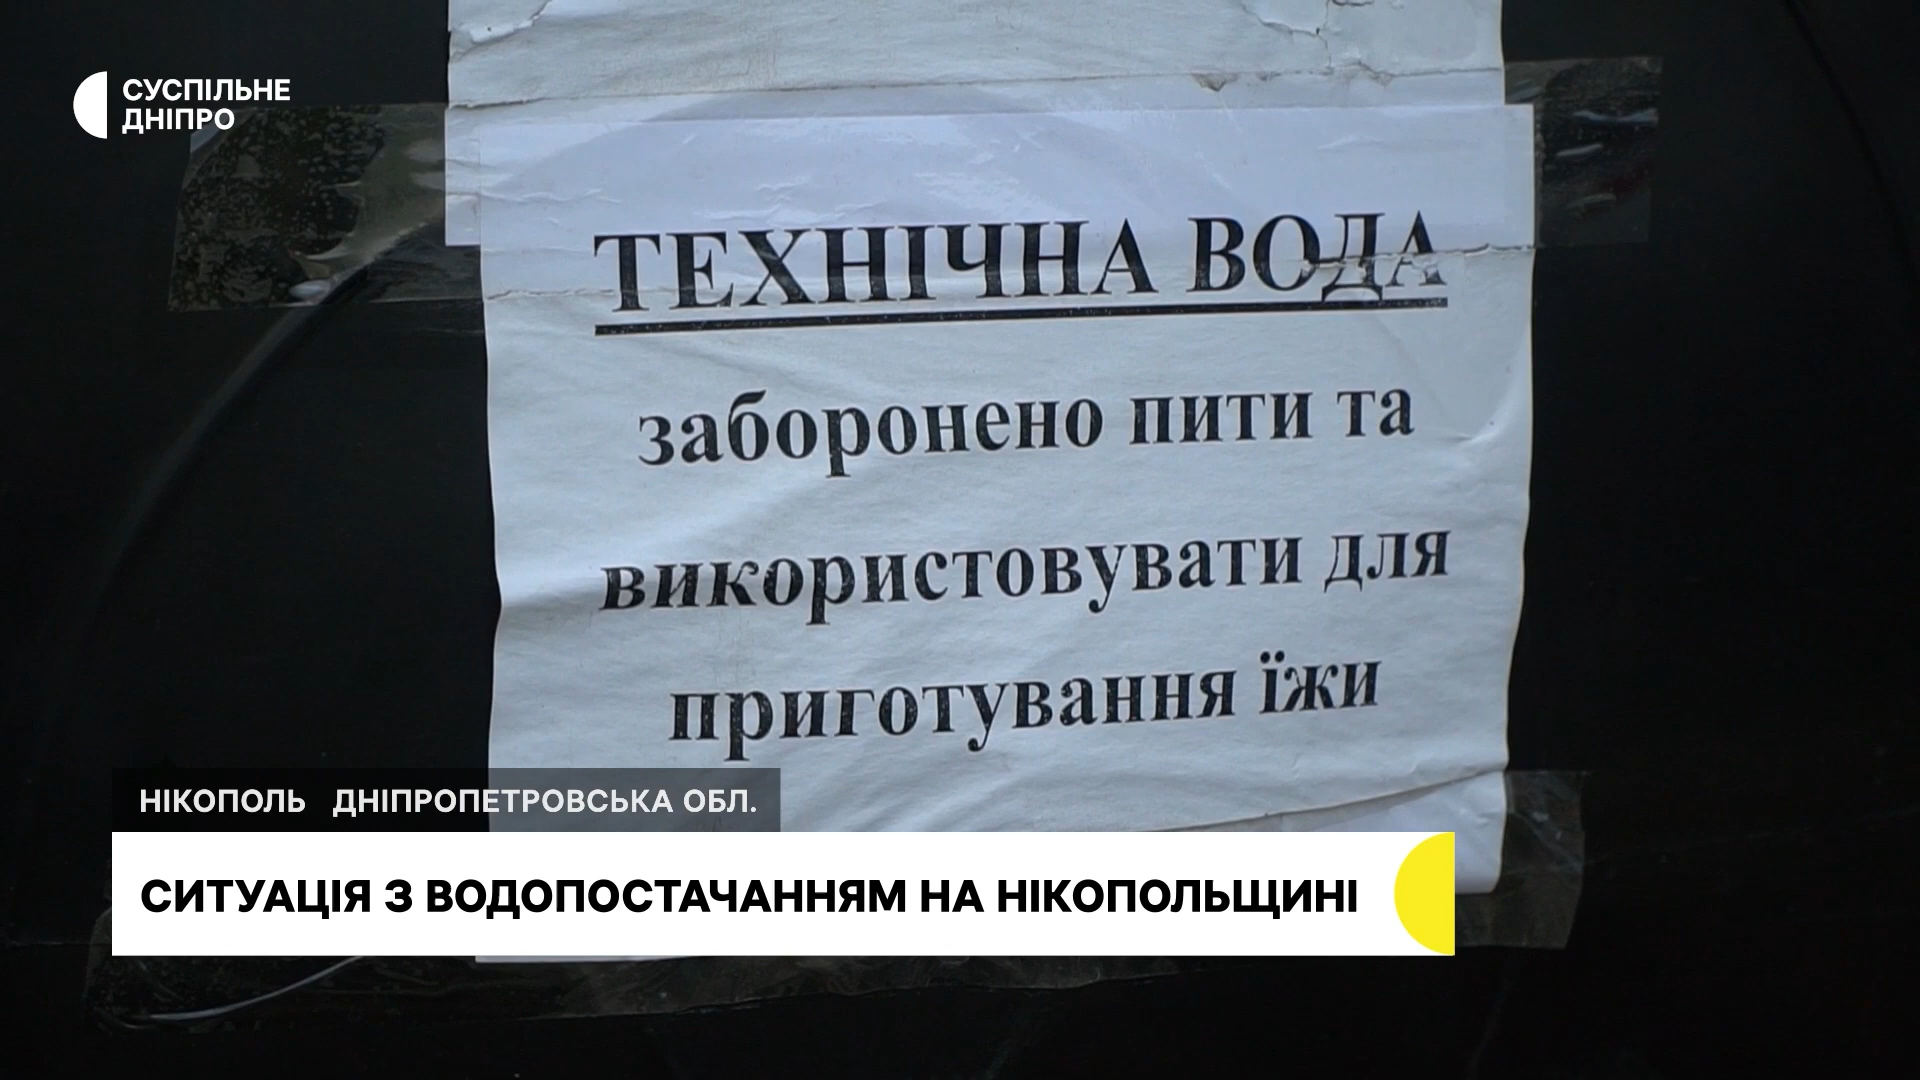 СУСПІЛЬНЕ
ДНІПРО
ТЕХНІЧНА ВОДА
заборонено пити та
використовувати для
приготування їжи
НІКОПОЛЬ ДНІПРОПЕТРОВСЬКА ОБЛ.
СИТУАЦІЯ З ВОДОПОСТАЧАННЯМ НА НІКОПОЛЬЩИНІ